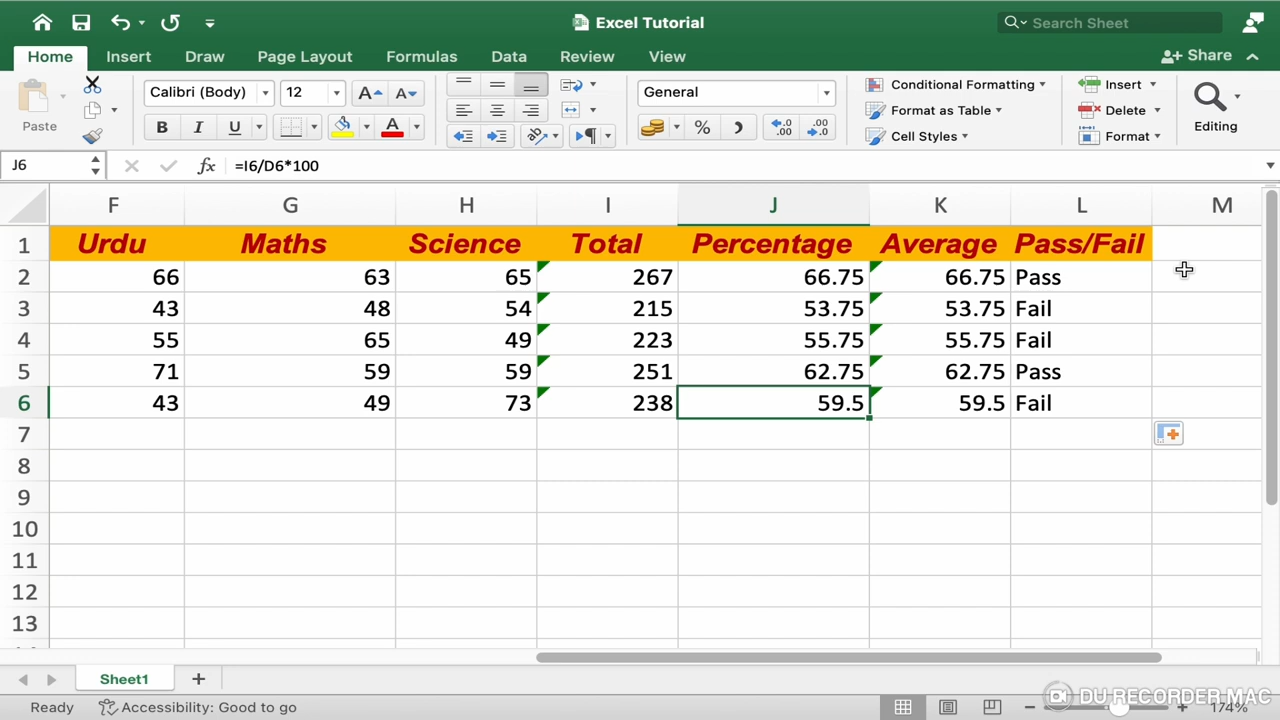 Excel Tutorial
Search Sheet
Home Insert Draw Page Layout Formulas Data Review View Share
Paste
Calibri (Body) 12
A A
B I U A
General
% .00 .00
Conditional Formatting
Format as Table
Cell Styles
Insert
Delete
Format
Editing
J6 fx =I6/D6*100
F G H I J K L M
1 Urdu Maths Science Total Percentage Average Pass/Fail
2 66 63 65 267 66.75 66.75 Pass
3 43 48 54 215 53.75 53.75 Fail
4 55 65 49 223 55.75 55.75 Fail
5 71 59 59 251 62.75 62.75 Pass
6 43 49 73 238 59.5 59.5 Fail
7
8
9
10
11
12
13
Sheet1
Ready Accessibility: Good to go 174%
DU RECORDER MAC